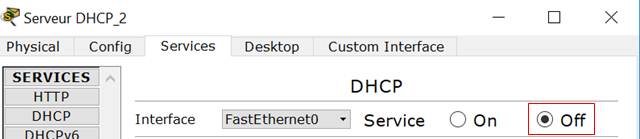 Serveur DHCP_2
Physical Config Services Desktop Custom Interface
SERVICES
HTTP
DHCP
DHCPv6
DHCP
Interface FastEthernet0 Service On Off